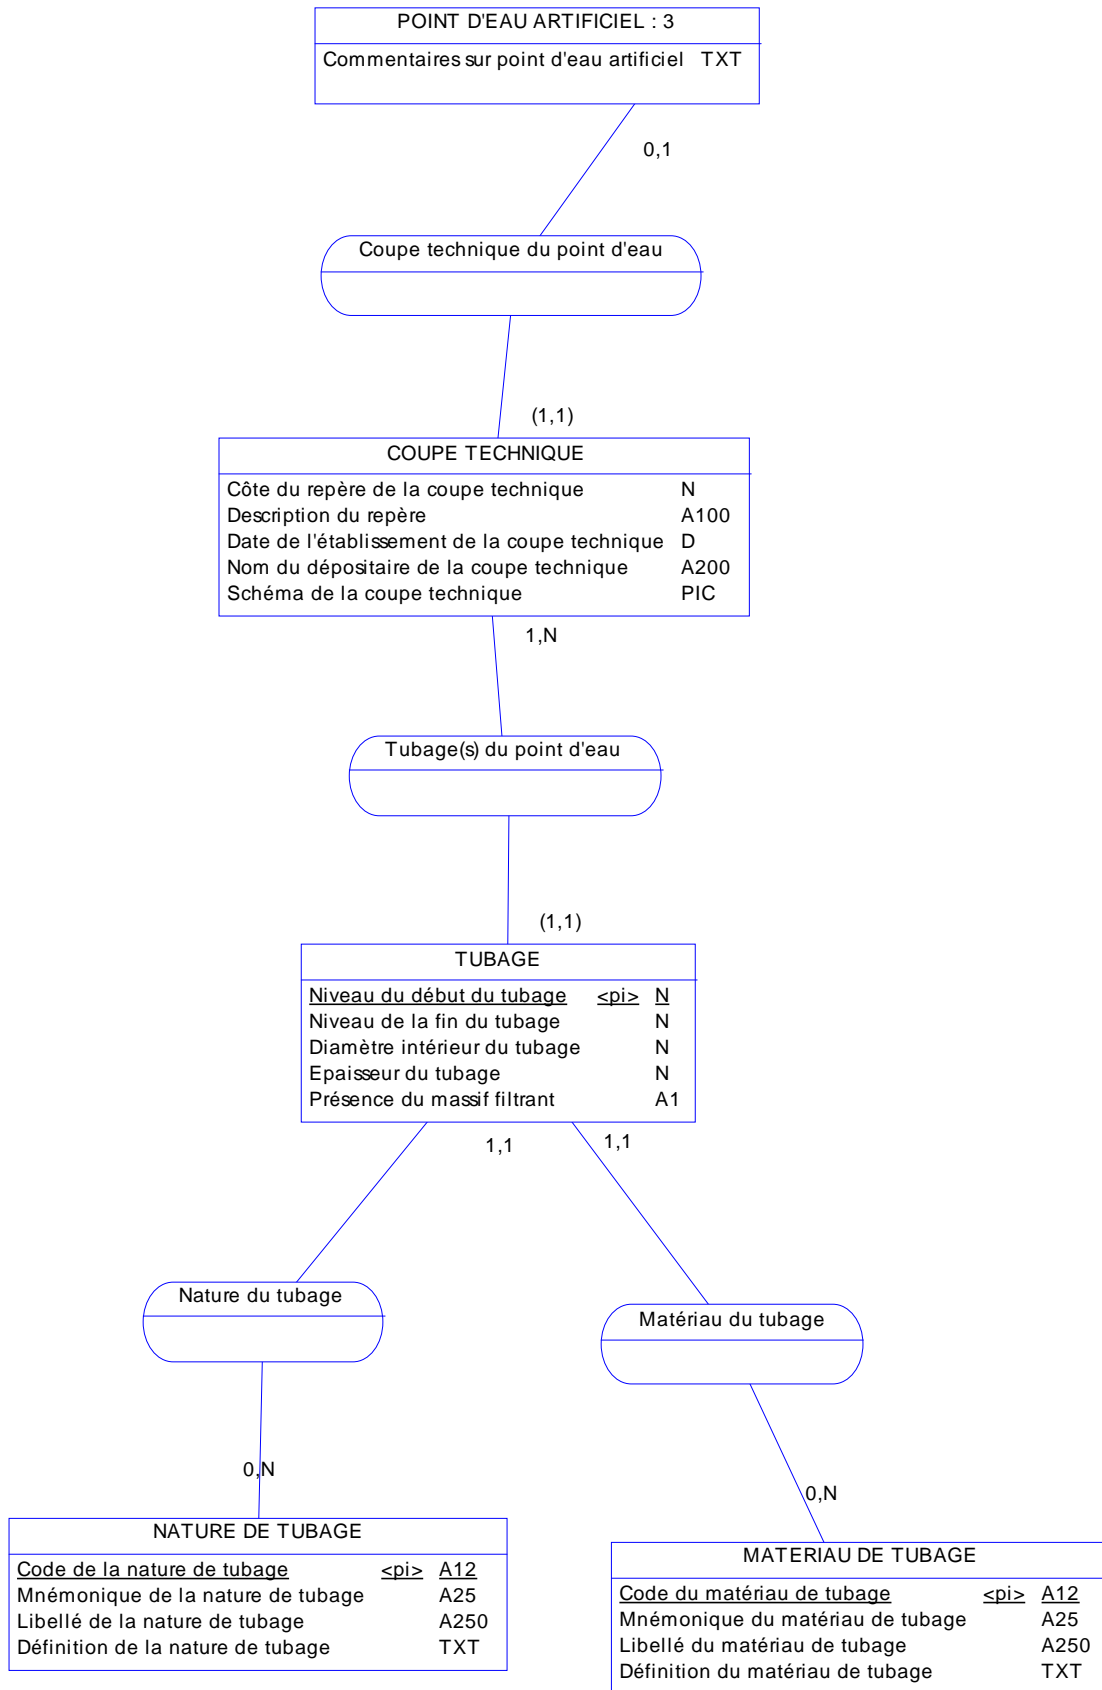 POINT D'EAU ARTIFICIEL : 3
Commentaires sur point d'eau artificiel TXT
0,1
Coupe technique du point d'eau
(1,1)
COUPE TECHNIQUE
Côte du repère de la coupe technique N
Description du repère A100
Date de l'établissement de la coupe technique D
Nom du dépositaire de la coupe technique A200
Schéma de la coupe technique PIC
1,N
Tubage(s) du point d'eau
(1,1)
TUBAGE
Niveau du début du tubage <pi> N
Niveau de la fin du tubage N
Diamètre intérieur du tubage N
Epaisseur du tubage N
Présence du massif filtrant A1
1,1
1,1
Nature du tubage
Matériau du tubage
0,N
0,N
NATURE DE TUBAGE
Code de la nature de tubage <pi> A12
Mnémonique de la nature de tubage A25
Libellé de la nature de tubage A250
Définition de la nature de tubage TXT
MATERIAU DE TUBAGE
Code du matériau de tubage <pi> A12
Mnémonique du matériau de tubage A25
Libellé du matériau de tubage A250
Définition du matériau de tubage TXT